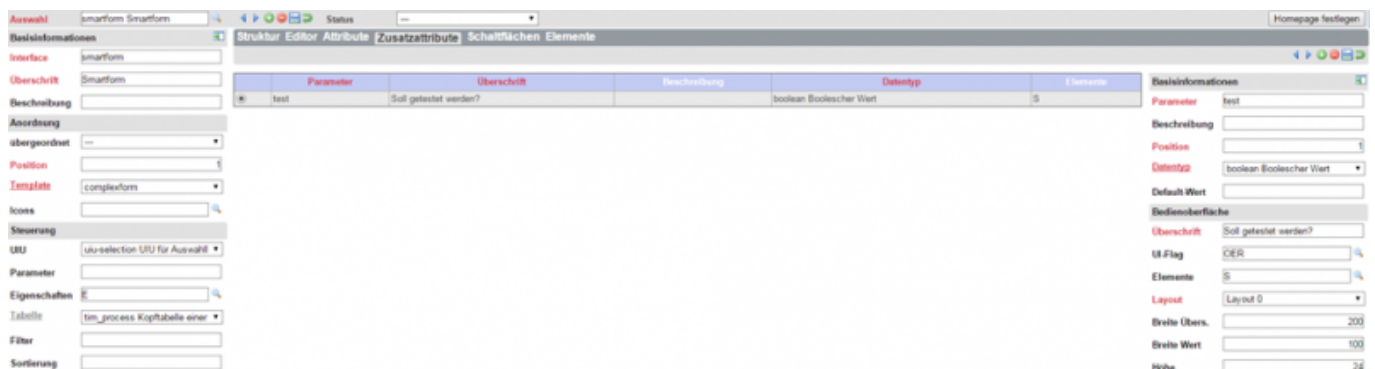 Auswahl smartform Smartform Status --- Homepage festlegen
Basisinformationen
Struktur Editor Attribute Zusatzattribute Schaltflächen Elemente
Interface smartform
Überschrift Smartform
Beschreibung
Anordnung
übergeordnet ---
Position 1
Template complexform
Icons
Steuerung
UIU uiu-selection UIU für Auswahl
Parameter
Eigenschaften E
Tabelle tim_process Kopftabelle einer
Filter
Sortierung
Parameter Überschrift Beschreibung Datentyp Elemente
test Soll getestet werden? boolean Boolescher Wert S
Basisinformationen
Parameter test
Beschreibung
Position 1
Datentyp boolean Boolescher Wert
Default-Wert
Bedienoberfläche
Überschrift Soll getestet werden?
UI-Flag OER
Elemente S
Layout Layout 0
Breite Übers. 200
Breite Wert 100
Höhe 24